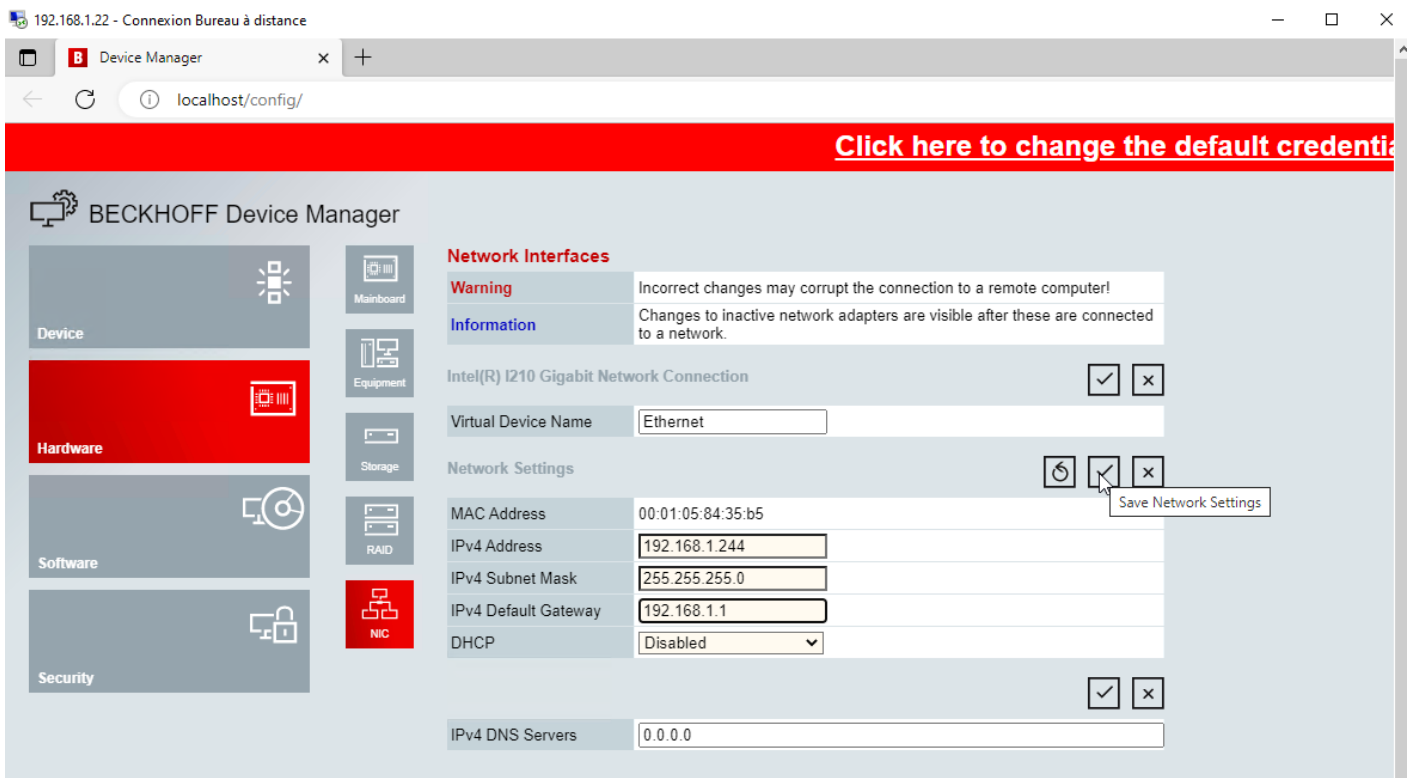 192.168.1.22 - Connexion Bureau à distance
Device Manager
localhost/config/
Click here to change the default
BECKHOFF Device Manager
Device
Hardware
Software
Security
Mainboard
Equipment
Storage
RAID
NIC
Network Interfaces
Warning Incorrect changes may corrupt the connection to a remote computer!
Information Changes to inactive network adapters are visible after these are connected
to a network.
Intel(R) I210 Gigabit Network Connection
Virtual Device Name Ethernet
Network Settings
Save Network Settings
MAC Address 00:01:05:84:35:b5
IPv4 Address 192.168.1.244
IPv4 Subnet Mask 255.255.255.0
IPv4 Default Gateway 192.168.1.1
DHCP Disabled
IPv4 DNS Servers 0.0.0.0